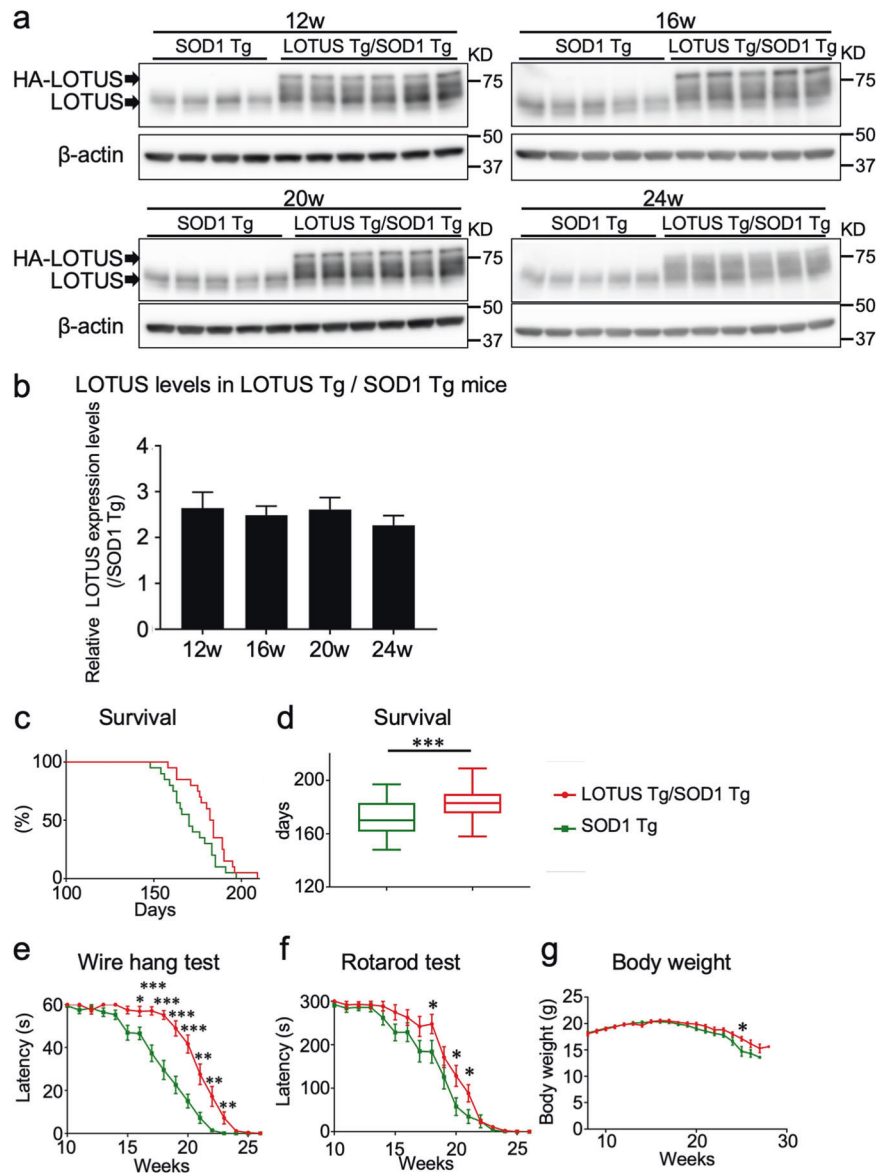 a
12w
16w
SOD1 Tg
LOTUS Tg/SOD1 Tg
KD
SOD1 Tg
LOTUS Tg/SOD1 Tg
KD
HA-LOTUS
75
75
LOTUS
50
50
β-actin
37
37
20w
24w
SOD1 Tg
LOTUS Tg/SOD1 Tg
KD
SOD1 Tg
LOTUS Tg/SOD1 Tg
KD
HA-LOTUS
75
75
LOTUS
50
50
β-actin
37
37
b
LOTUS levels in LOTUS Tg / SOD1 Tg mice
Relative LOTUS expression levels
(/SOD1 Tg)
4
3
2
1
0
12w 16w 20w 24w
c
Survival
(%)
100
50
0
100 150 200
Days
d
Survival
***
days
200
160
120
LOTUS Tg/SOD1 Tg
SOD1 Tg
e
Wire hang test
Latency (s)
60
40
20
0
*
***
***
***
***
**
**
**
10 15 20 25
Weeks
f
Rotarod test
Latency (s)
300
200
100
0
*
*
*
10 15 20 25
Weeks
g
Body weight
Body weight (g)
25
20
15
10
5
0
*
10 20 30
Weeks